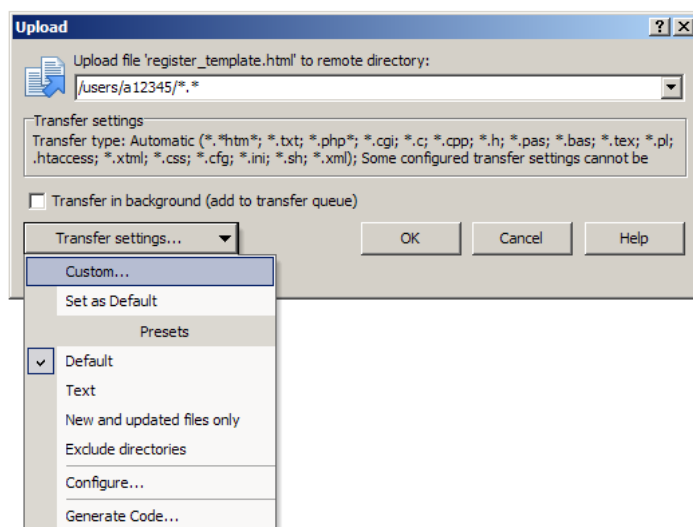 Upload
Upload file 'register_template.html' to remote directory:
/users/a12345/*.*
Transfer settings
Transfer type: Automatic (*.*htm*; *.txt; *.php*; *.cgi; *.c; *.cpp; *.h; *.pas; *.bas; *.tex; *.pl;
.htaccess; *.xtml; *.css; *.cfg; *.ini; *.sh; *.xml); Some configured transfer settings cannot be
Transfer in background (add to transfer queue)
Transfer settings... OK Cancel Help
Custom...
Set as Default
Presets
Default
Text
New and updated files only
Exclude directories
Configure...
Generate Code...